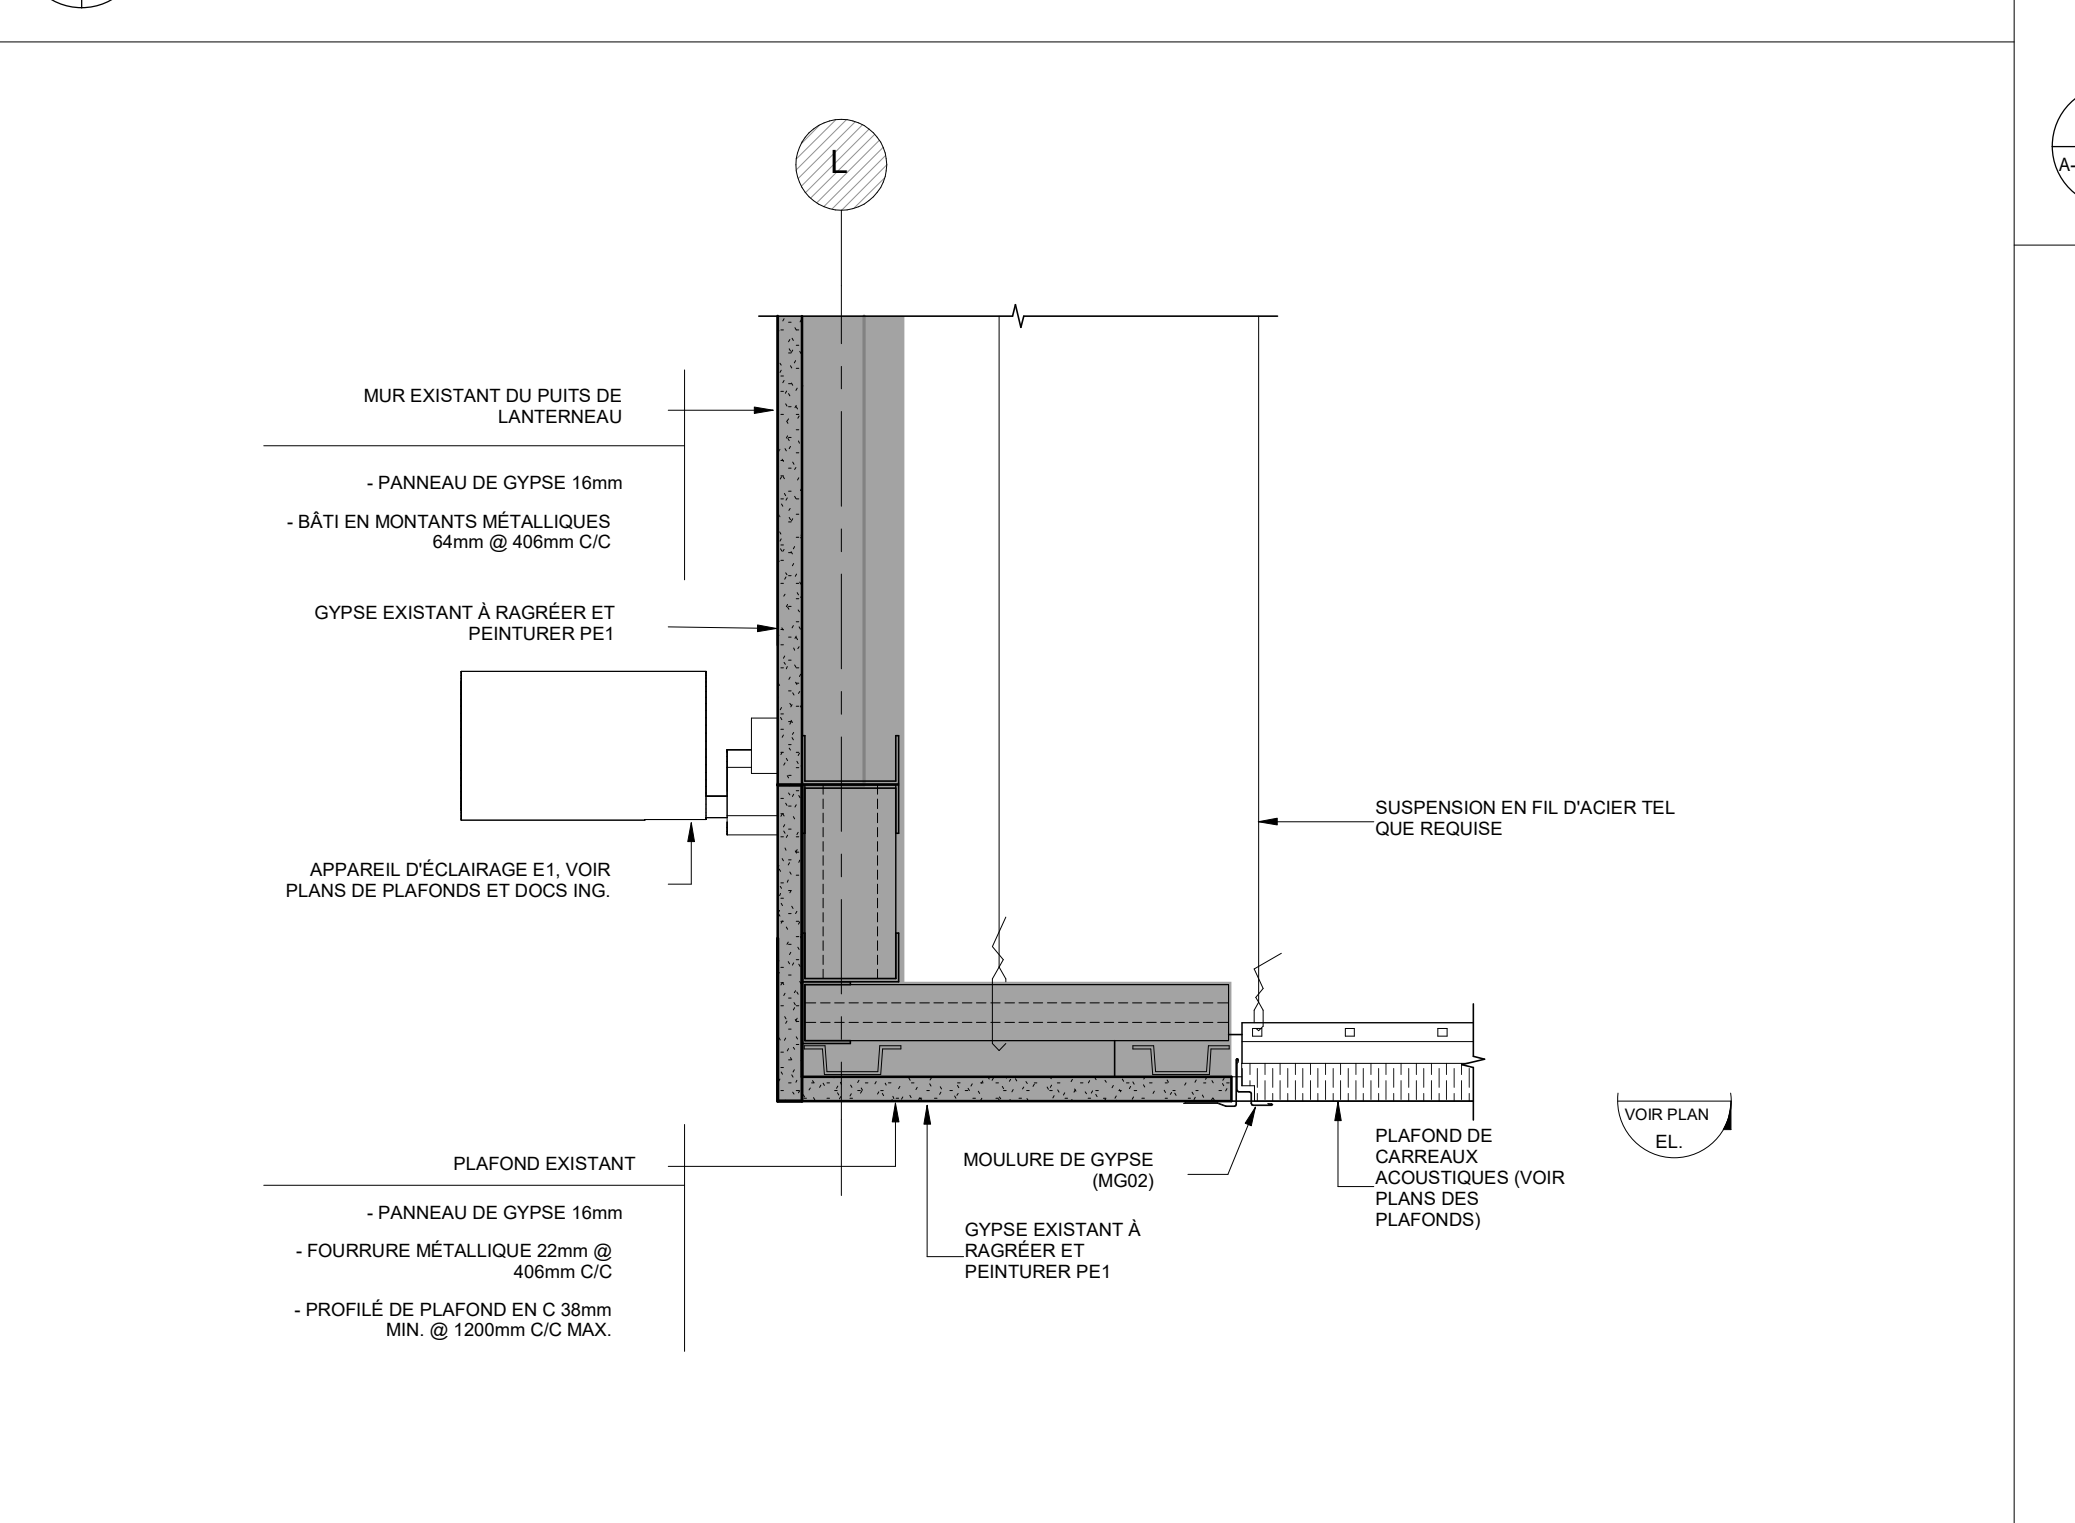 L
A-
MUR EXISTANT DU PUITS DE
LANTERNEAU
- PANNEAU DE GYPSE 16mm
- BÂTI EN MONTANTS MÉTALLIQUES
64mm @ 406mm C/C
GYPSE EXISTANT À RAGRÉER ET
PEINTURER PE1
APPAREIL D'ÉCLAIRAGE E1, VOIR
PLANS DE PLAFONDS ET DOCS ING.
SUSPENSION EN FIL D'ACIER TEL
QUE REQUISE
PLAFOND EXISTANT
- PANNEAU DE GYPSE 16mm
- FOURRURE MÉTALLIQUE 22mm @
406mm C/C
- PROFILÉ DE PLAFOND EN C 38mm
MIN. @ 1200mm C/C MAX.
MOULURE DE GYPSE
(MG02)
GYPSE EXISTANT À
RAGRÉER ET
PEINTURER PE1
PLAFOND DE
CARREAUX
ACOUSTIQUES (VOIR
PLANS DES
PLAFONDS)
VOIR PLAN
EL.